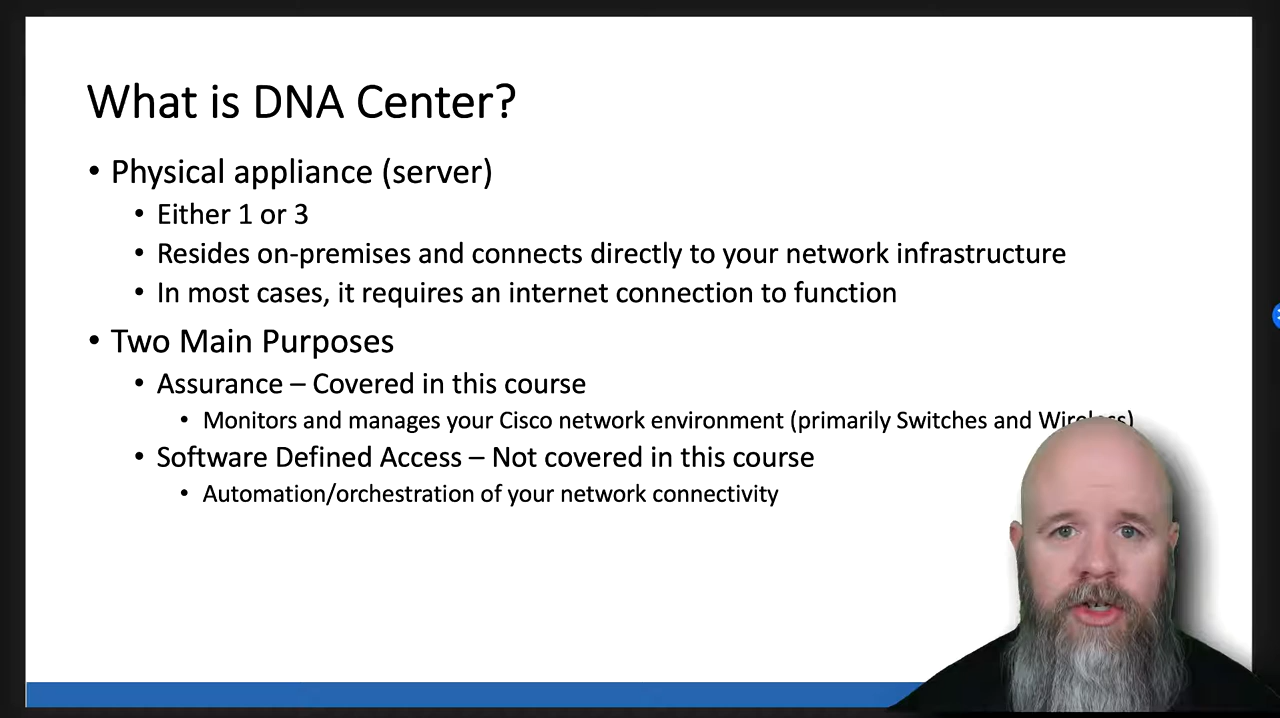 What is DNA Center?
• Physical appliance (server)
• Either 1 or 3
• Resides on-premises and connects directly to your network infrastructure
• In most cases, it requires an internet connection to function
• Two Main Purposes
• Assurance – Covered in this course
• Monitors and manages your Cisco network environment (primarily Switches and Wireless)
• Software Defined Access – Not covered in this course
• Automation/orchestration of your network connectivity